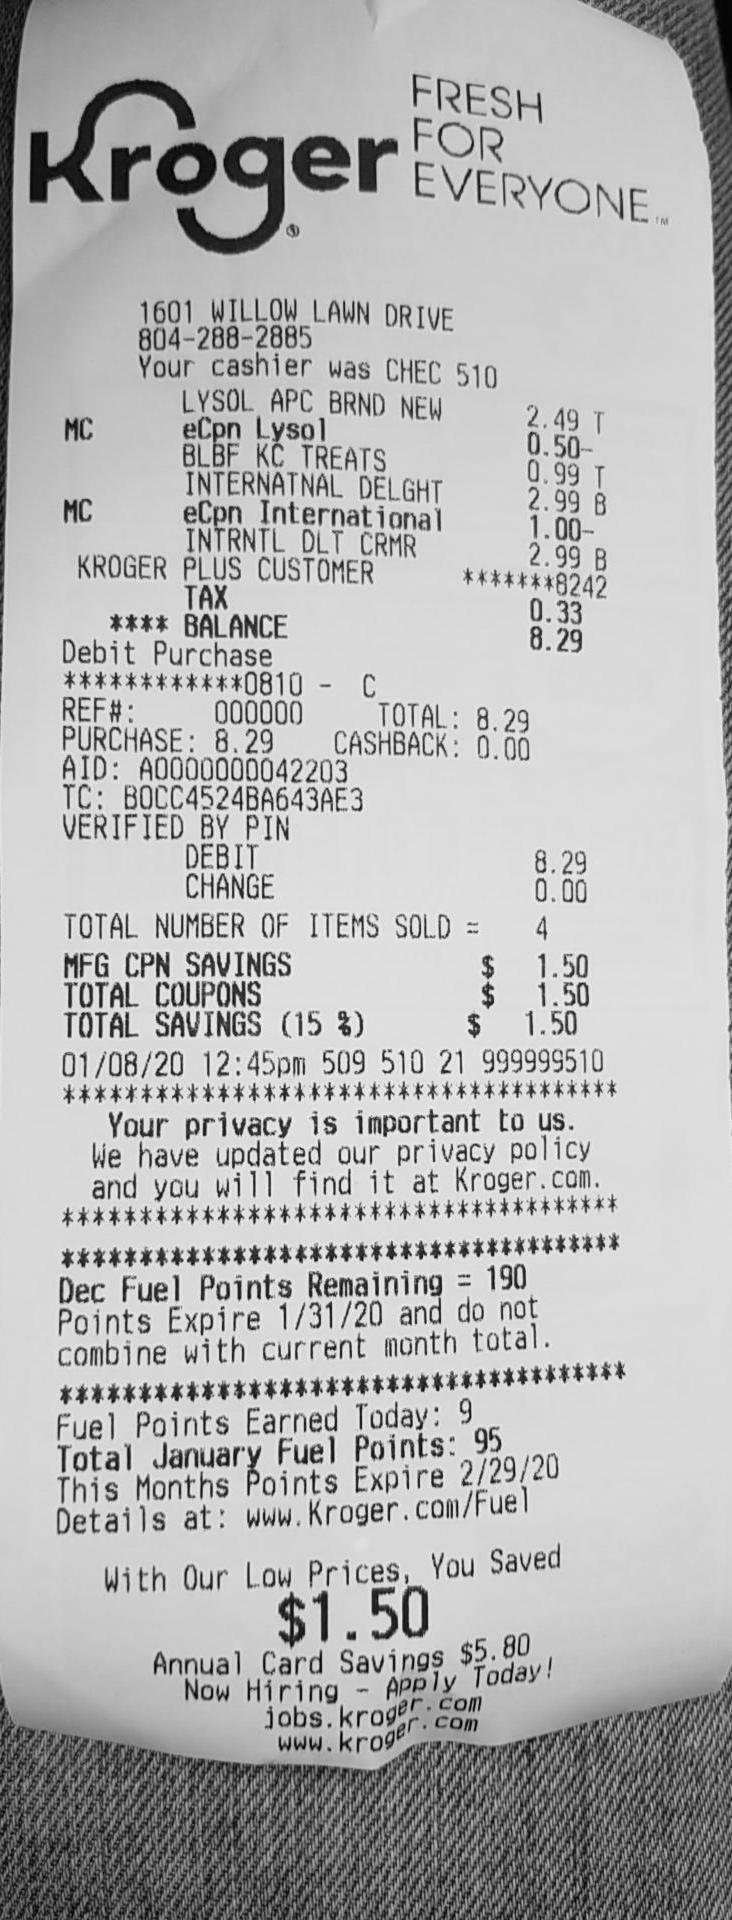 Kroger®
FRESH
FOR
EVERYONE™
1601 WILLOW LAWN DRIVE
804-288-2885
Your cashier was CHEC 510
LYSOL APC BRND NEW 2.49 T
MC eCpn Lysol 0.50-
BLBF KC TREATS 0.99 T
INTERNATNAL DELGHT 2.99 B
MC eCpn International 1.00-
INTRNTL DLT CRMR 2.99 B
KROGER PLUS CUSTOMER *******8242
TAX 0.33
**** BALANCE 8.29
Debit Purchase
************0810 - C
REF#: 000000 TOTAL: 8.29
PURCHASE: 8.29 CASHBACK: 0.00
AID: A0000000042203
TC: B0CC4524BA643AE3
VERIFIED BY PIN
DEBIT 8.29
CHANGE 0.00
TOTAL NUMBER OF ITEMS SOLD = 4
MFG CPN SAVINGS $ 1.50
TOTAL COUPONS $ 1.50
TOTAL SAVINGS (15 %) $ 1.50
01/08/20 12:45pm 509 510 21 999999510
************************************
Your privacy is important to us.
We have updated our privacy policy
and you will find it at Kroger.com.
************************************
************************************
Dec Fuel Points Remaining = 190
Points Expire 1/31/20 and do not
combine with current month total.
************************************
Fuel Points Earned Today: 9
Total January Fuel Points: 95
This Months Points Expire 2/29/20
Details at: www.Kroger.com/Fuel
With Our Low Prices, You Saved
$1.50
Annual Card Savings $5.80
Now Hiring - Apply Today!
jobs.kroger.com
www.kroger.com